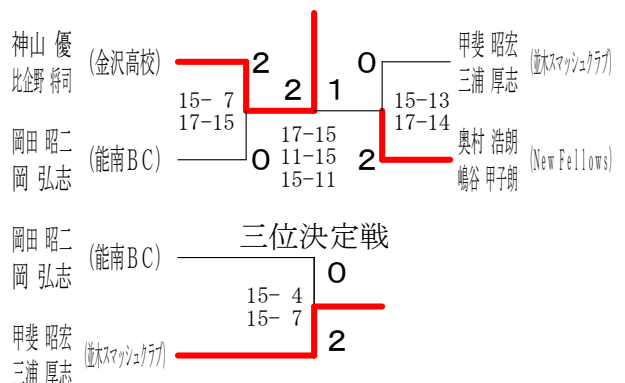 神山 優
比企野 将司
(金沢高校)
2
0
甲斐 昭宏
三浦 厚志
(並木スマッシュクラブ)
15- 7
17-15
2
1
15-13
17-14
岡田 昭二
岡 弘志
(能南BC)
0
17-15
11-15
15-11
2
奥村 浩朗
嶋谷 甲子朗
(New Fellows)
岡田 昭二
岡 弘志
(能南BC)
三位決定戦
0
15- 4
15- 7
2
甲斐 昭宏
三浦 厚志
(並木スマッシュクラブ)